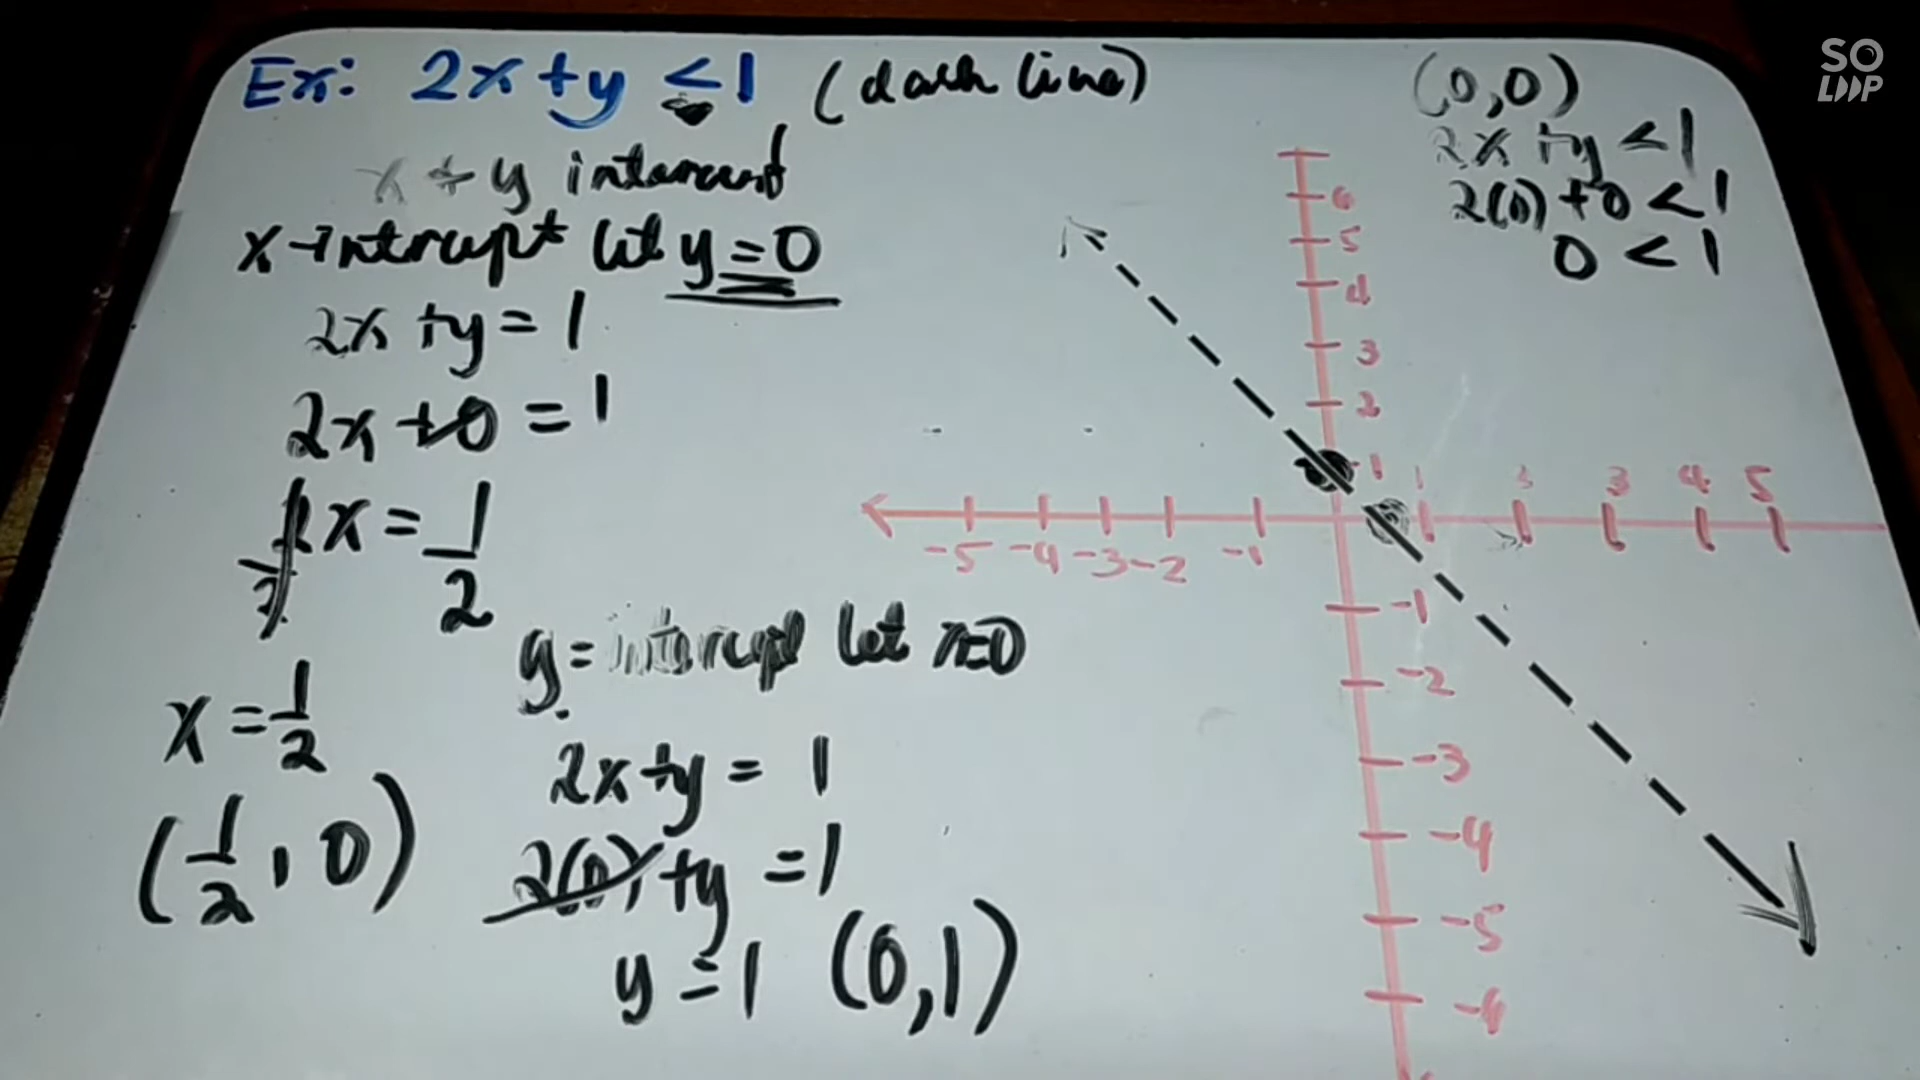 Ex: 2x+y <1 (dash line)
x + y intercept
x-intercept let y=0
2x +y = 1
2x +0 = 1
2x = 1
2 2
x = 1/2
(1/2, 0)
y = intercept let x=0
2x+y = 1
2(0) +y = 1
y = 1 (0,1)
(0,0)
2x +y <1
2(0) +0 <1
0 < 1
6
5
4
3
2
1
-5 -4 -3 -2 -1 1 3 4 5
-1
-2
-3
-4
-5
SO
LOOP